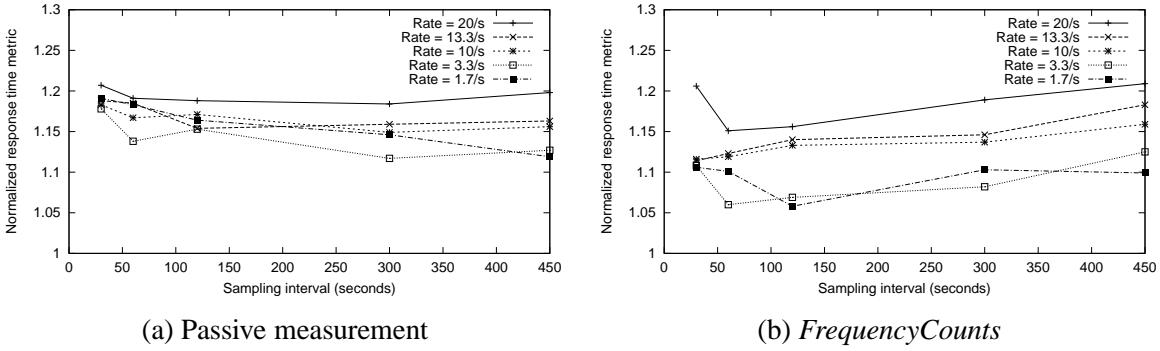 1.3
1.25
1.2
1.15
1.1
1.05
1
0 50 100 150 200 250 300 350 400 450
Normalized response time metric
Sampling interval (seconds)
Rate = 20/s
Rate = 13.3/s
Rate = 10/s
Rate = 3.3/s
Rate = 1.7/s
(a) Passive measurement
1.3
1.25
1.2
1.15
1.1
1.05
1
0 50 100 150 200 250 300 350 400 450
Normalized response time metric
Sampling interval (seconds)
Rate = 20/s
Rate = 13.3/s
Rate = 10/s
Rate = 3.3/s
Rate = 1.7/s
(b) FrequencyCounts